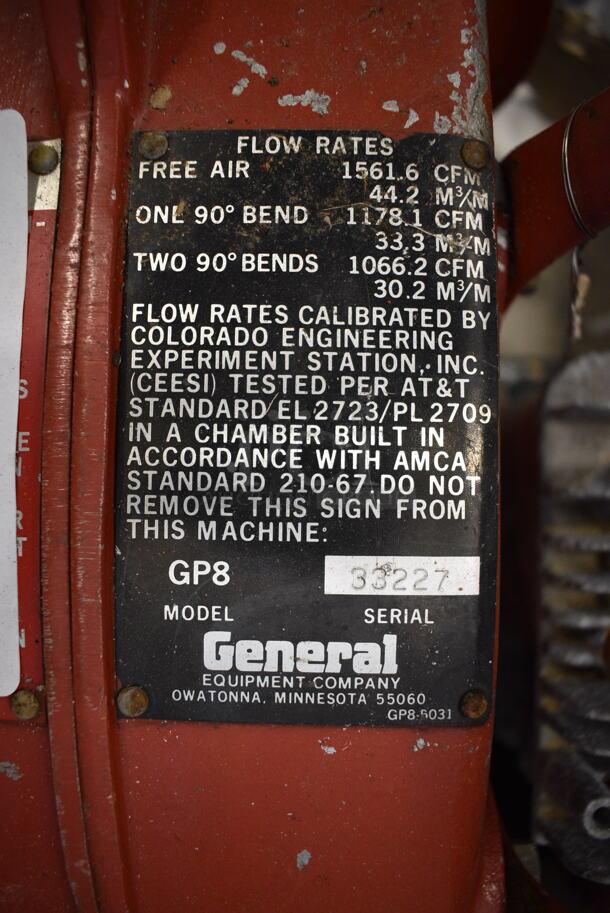 FLOW RATES
FREE AIR 1561.6 CFM
44.2 M³/M
ONE 90° BEND 1178.1 CFM
33.3 M³/M
TWO 90° BENDS 1066.2 CFM
30.2 M³/M
FLOW RATES CALIBRATED BY
COLORADO ENGINEERING
EXPERIMENT STATION, INC.
(CEESI) TESTED PER AT&T
STANDARD EL 2723/PL 2709
IN A CHAMBER BUILT IN
ACCORDANCE WITH AMCA
STANDARD 210-67. DO NOT
REMOVE THIS SIGN FROM
THIS MACHINE:
GP8 33227
MODEL SERIAL
General
EQUIPMENT COMPANY
OWATONNA, MINNESOTA 55060
GP8-6031